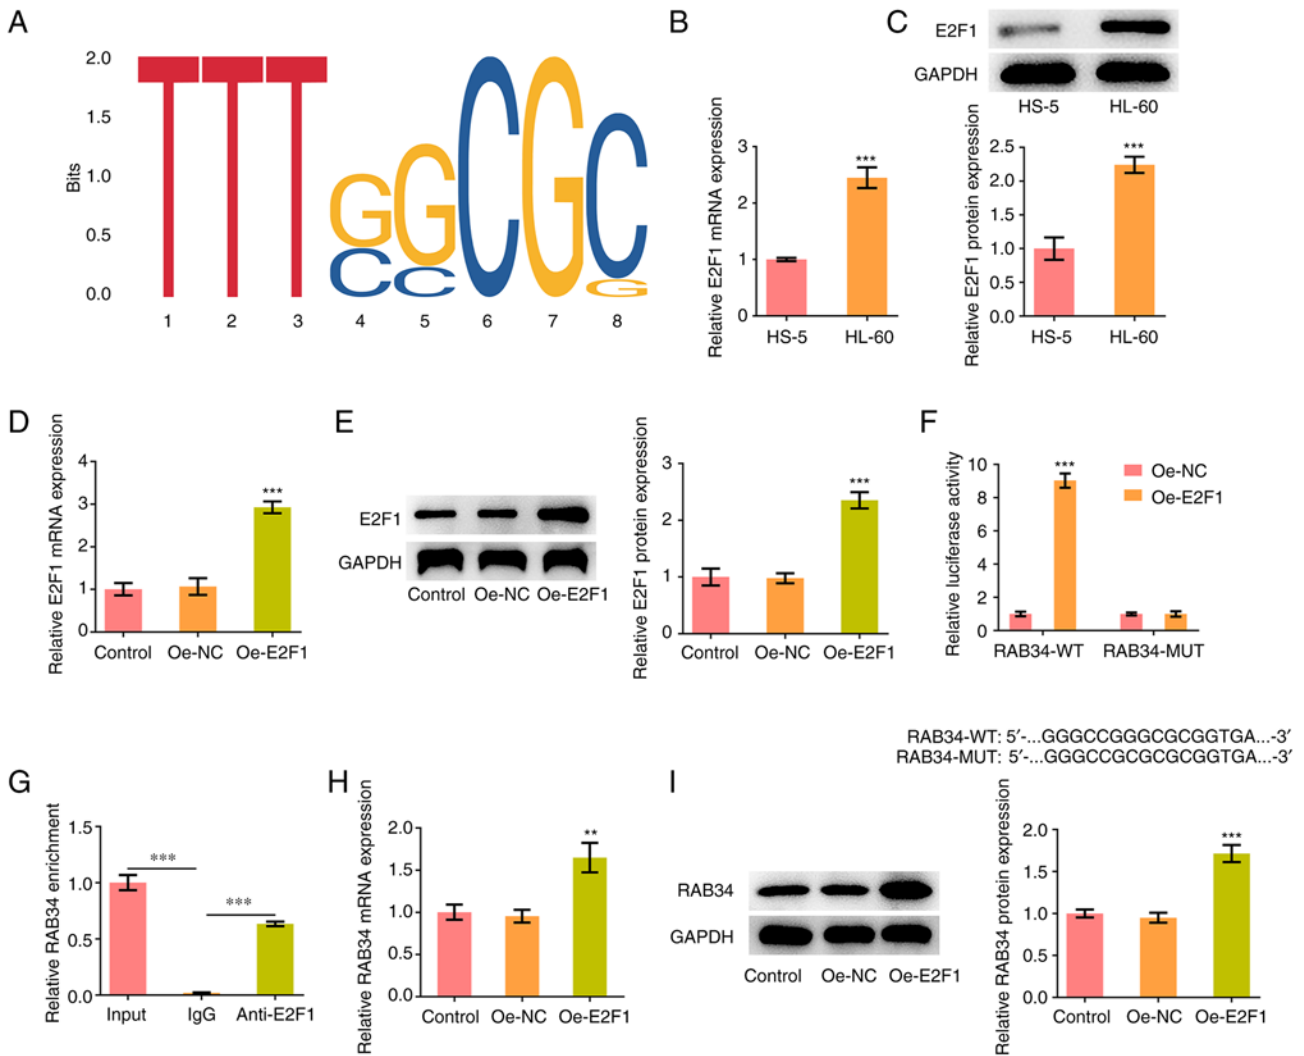 A
Bits
2.0
1.5
1.0
0.5
0.0
TTTGGCGC
CC G
1 2 3 4 5 6 7 8
B
Relative E2F1 mRNA expression
3
2
1
0
***
HS-5 HL-60
C
E2F1
GAPDH
HS-5 HL-60
Relative E2F1 protein expression
2.5
2.0
1.5
1.0
0.5
0.0
***
HS-5 HL-60
D
Relative E2F1 mRNA expression
4
3
2
1
0
***
Control Oe-NC Oe-E2F1
E
E2F1
GAPDH
Control Oe-NC Oe-E2F1
Relative E2F1 protein expression
3
2
1
0
***
Control Oe-NC Oe-E2F1
F
Relative luciferase activity
10
8
6
4
2
0
***
Oe-NC
Oe-E2F1
RAB34-WT RAB34-MUT
RAB34-WT: 5′-...GGGCCGGGCGCGGTGA...-3′
RAB34-MUT: 5′-...GGGCCGCGCGCGGTGA...-3′
G
Relative RAB34 enrichment
1.5
1.0
0.5
0.0
***
***
Input IgG Anti-E2F1
H
Relative RAB34 mRNA expression
2.0
1.5
1.0
0.5
0.0
**
Control Oe-NC Oe-E2F1
I
RAB34
GAPDH
Control Oe-NC Oe-E2F1
Relative RAB34 protein expression
2.0
1.5
1.0
0.5
0.0
***
Control Oe-NC Oe-E2F1